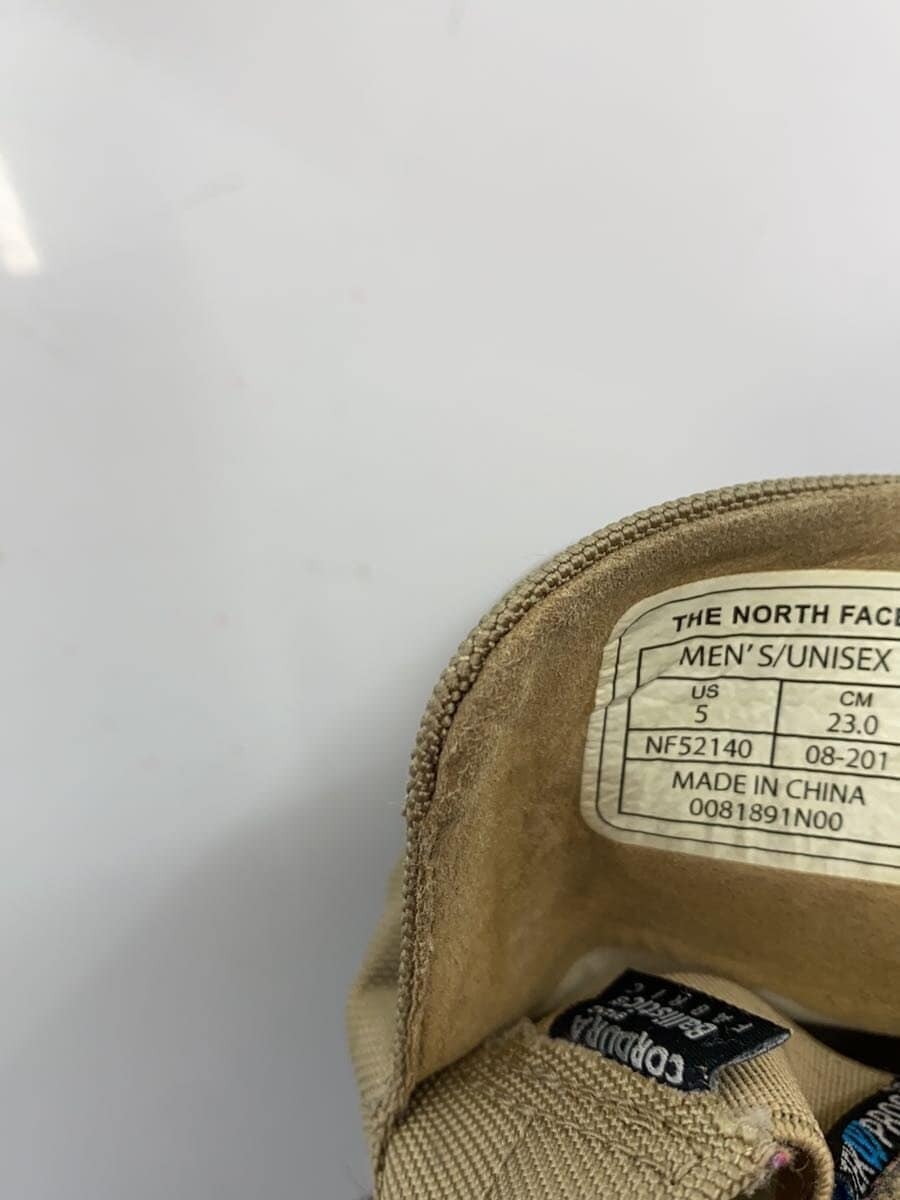 THE NORTH FACE
MEN'S/UNISEX
US CM
5 23.0
NF52140 08-201
MADE IN CHINA
0081891N00
CORDURA
Ballistic
FABRIC